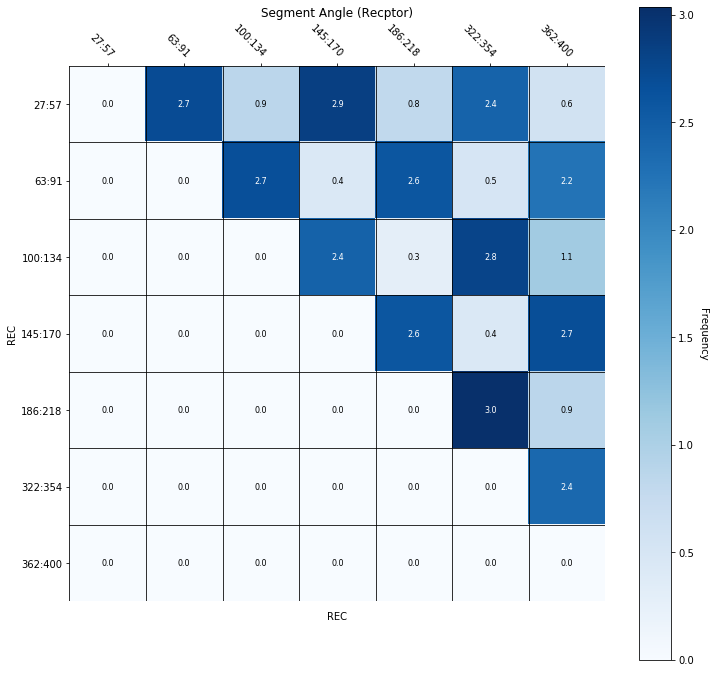 Segment Angle (Recptor)
27:57 63:91 100:134 145:170 186:218 322:354 362:400
27:57 0.0 2.7 0.9 2.9 0.8 2.4 0.6
63:91 0.0 0.0 2.7 0.4 2.6 0.5 2.2
100:134 0.0 0.0 0.0 2.4 0.3 2.8 1.1
145:170 0.0 0.0 0.0 0.0 2.6 0.4 2.7
186:218 0.0 0.0 0.0 0.0 0.0 3.0 0.9
322:354 0.0 0.0 0.0 0.0 0.0 0.0 2.4
362:400 0.0 0.0 0.0 0.0 0.0 0.0 0.0
REC
REC
3.0
2.5
2.0
1.5
1.0
0.5
0.0
Frequency